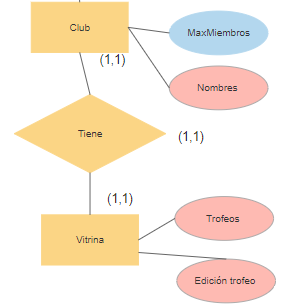 Club
MaxMiembros
(1,1)
Nombres
Tiene
(1,1)
(1,1)
Trofeos
Vitrina
Edición trofeo